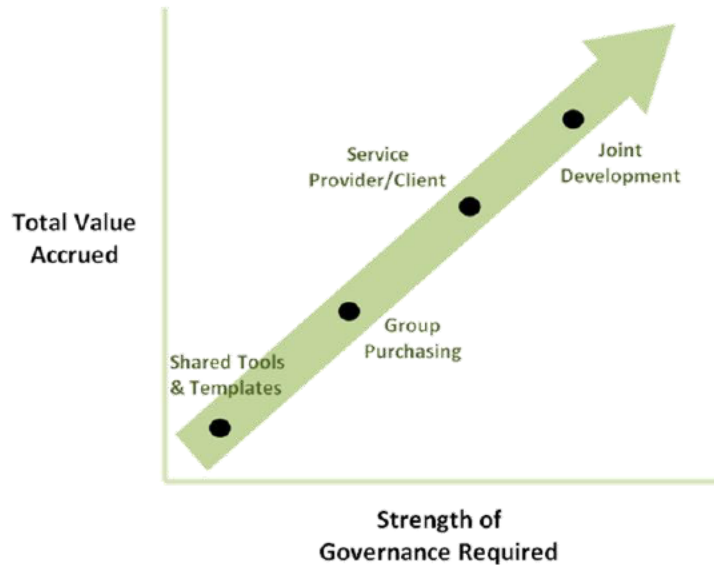 Service
Provider/Client
Joint
Development
Total Value
Accrued
Group
Purchasing
Shared Tools
& Templates
Strength of
Governance Required